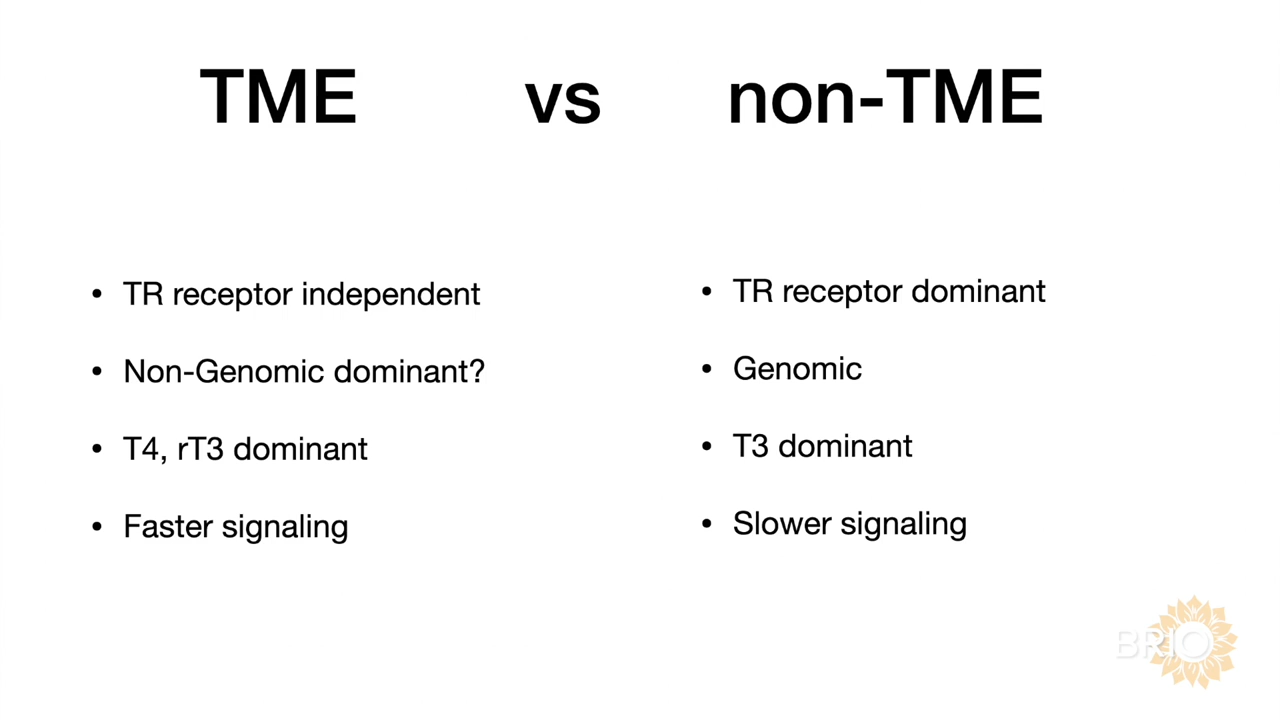 TME vs non-TME
• TR receptor independent
• Non-Genomic dominant?
• T4, rT3 dominant
• Faster signaling
• TR receptor dominant
• Genomic
• T3 dominant
• Slower signaling
BRIO